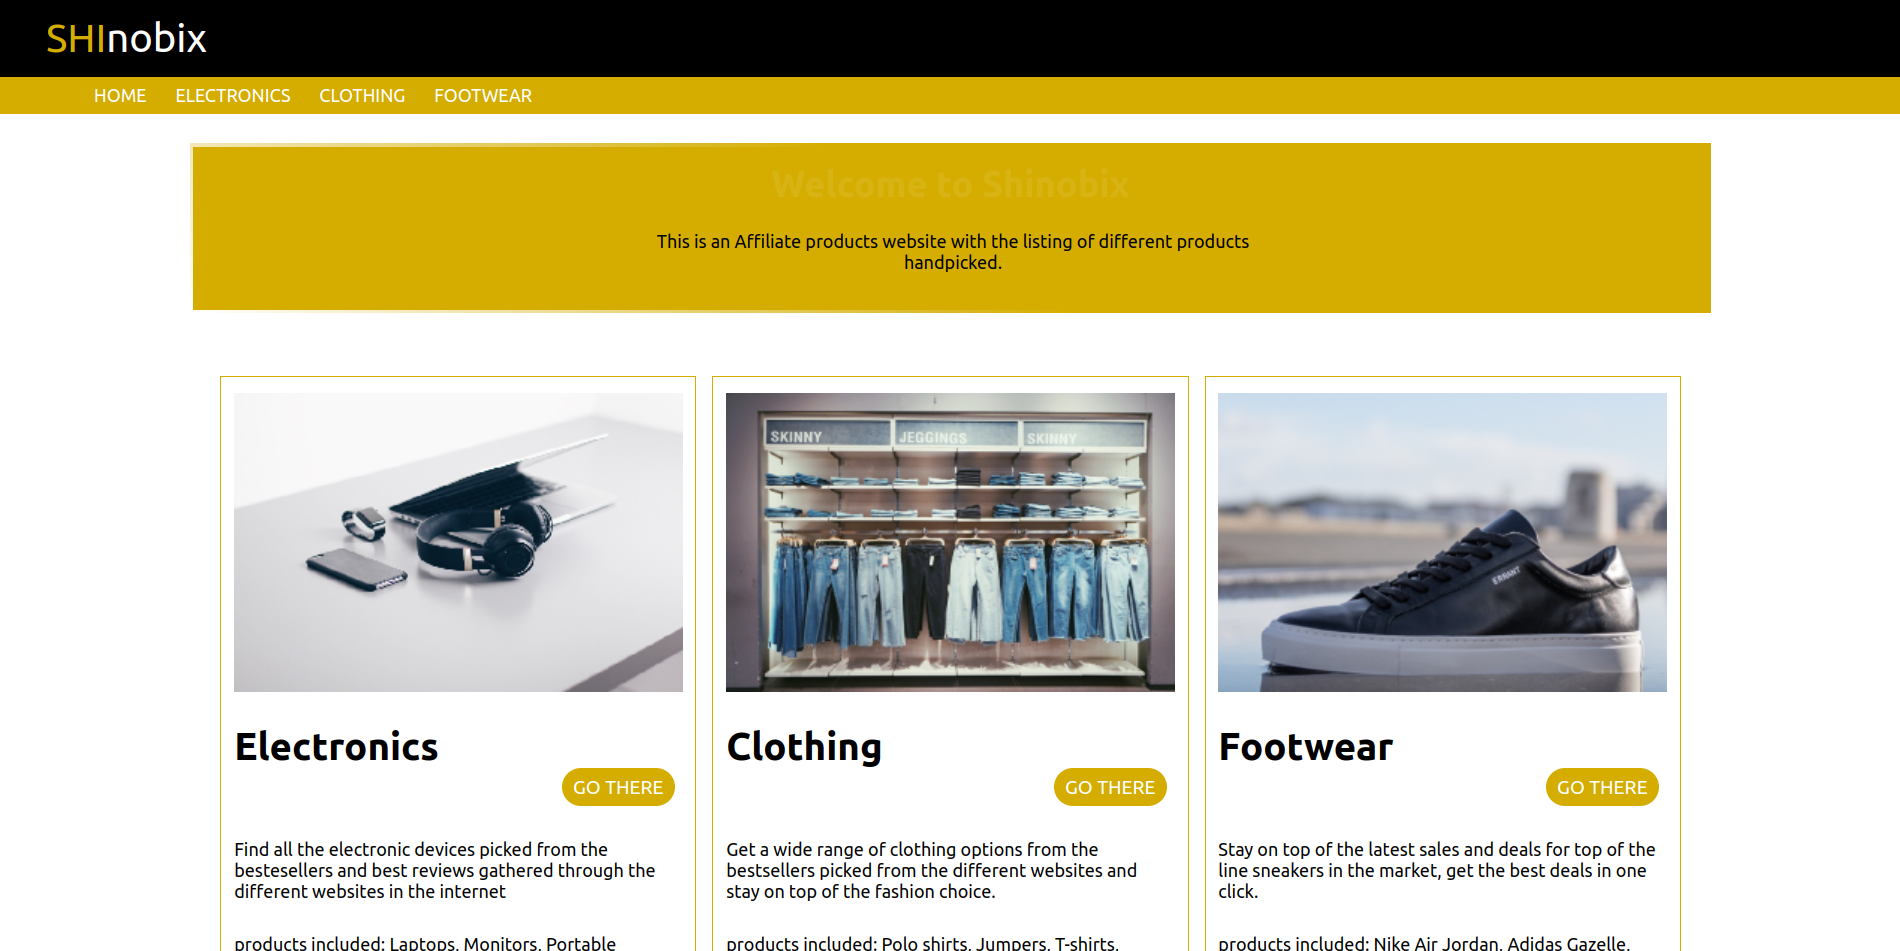 SHInobix
HOME ELECTRONICS CLOTHING FOOTWEAR
Welcome to Shinobix
This is an Affiliate products website with the listing of different products
handpicked.
SKINNY JEGGINGS SKINNY
ERRANT
Electronics
GO THERE
Find all the electronic devices picked from the
bestesellers and best reviews gathered through the
different websites in the internet
products included: Laptops, Monitors, Portable
Clothing
GO THERE
Get a wide range of clothing options from the
bestsellers picked from the different websites and
stay on top of the fashion choice.
products included: Polo shirts, Jumpers, T-shirts,
Footwear
GO THERE
Stay on top of the latest sales and deals for top of the
line sneakers in the market, get the best deals in one
click.
products included: Nike Air Jordan, Adidas Gazelle,